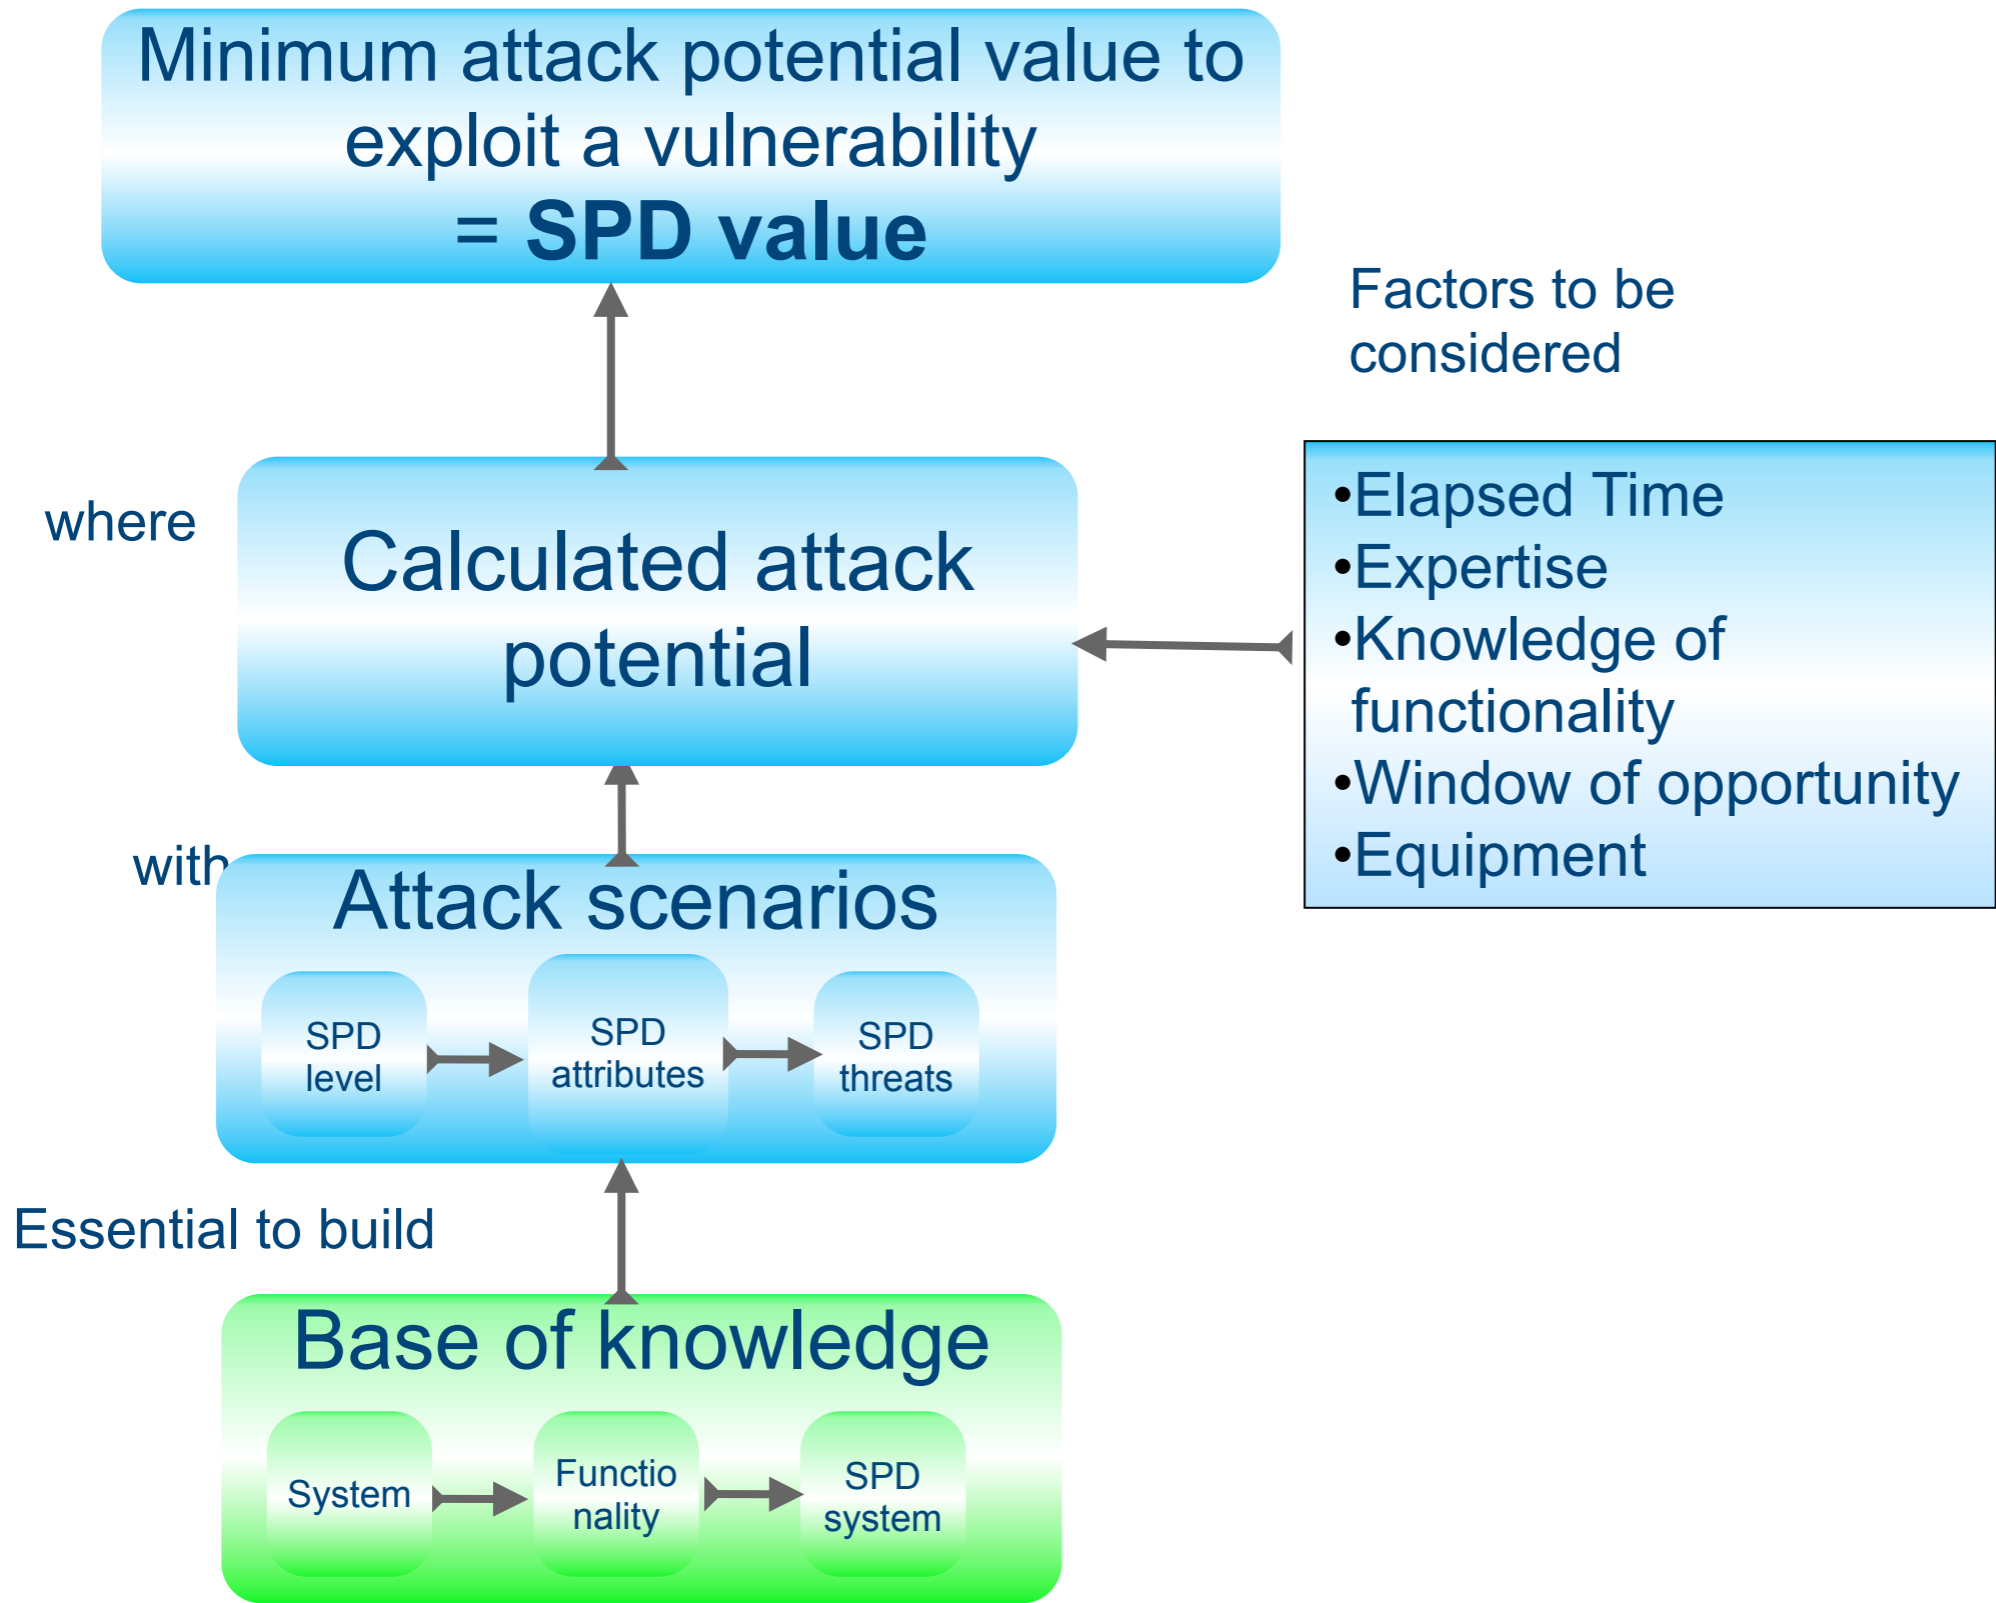 Minimum attack potential value to
exploit a vulnerability
= SPD value
Factors to be
considered
where
Calculated attack
potential
•Elapsed Time
•Expertise
•Knowledge of
functionality
•Window of opportunity
•Equipment
with
Attack scenarios
SPD
level
SPD
attributes
SPD
threats
Essential to build
Base of knowledge
System
Functio
nality
SPD
system